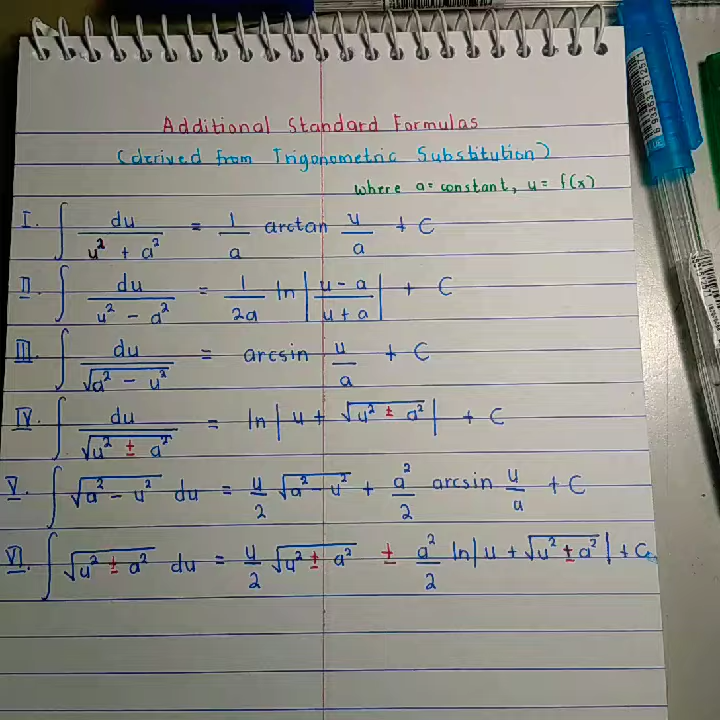 Additional Standard Formulas
(derived from Trigonometric Substitution)
where a = constant, u = f(x)
I. ∫ du / (u² + a²) = 1/a arctan u/a + C
II. ∫ du / (u² - a²) = 1/2a ln |(u - a)/(u + a)| + C
III. ∫ du / √(a² - u²) = arcsin u/a + C
IV. ∫ du / √(u² ± a²) = ln | u + √(u² ± a²) | + C
V. ∫ √(a² - u²) du = u/2 √(a² - u²) + a²/2 arcsin u/a + C
VI. ∫ √(u² ± a²) du = u/2 √(u² ± a²) ± a²/2 ln | u + √(u² ± a²) | + C